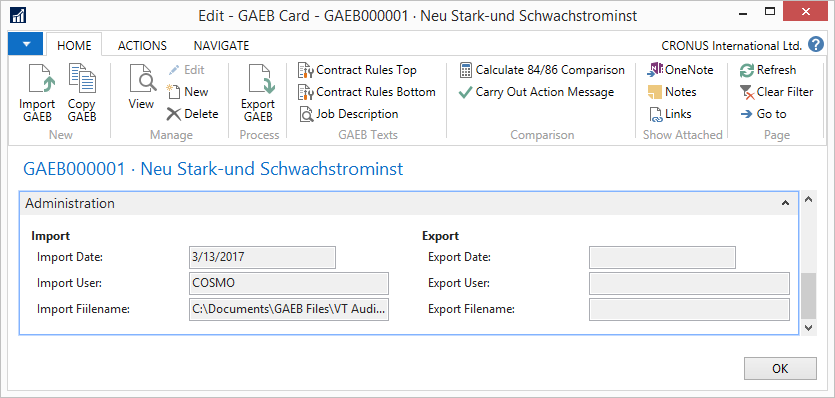 Edit - GAEB Card - GAEB000001 · Neu Stark-und Schwachstrominst
HOME ACTIONS NAVIGATE CRONUS International Ltd. ?
Import GAEB
Copy GAEB
New
View
Edit
New
Delete
Manage
Export GAEB
Process
Contract Rules Top
Contract Rules Bottom
Job Description
GAEB Texts
Calculate 84/86 Comparison
Carry Out Action Message
Comparison
OneNote
Notes
Links
Show Attached
Refresh
Clear Filter
Go to
Page
GAEB000001 · Neu Stark-und Schwachstrominst
Administration
Import
Import Date: 3/13/2017
Import User: COSMO
Import Fiilename: C:\Documents\GAEB Files\VT Audi...
Export
Export Date:
Export User:
Export Filename:
OK